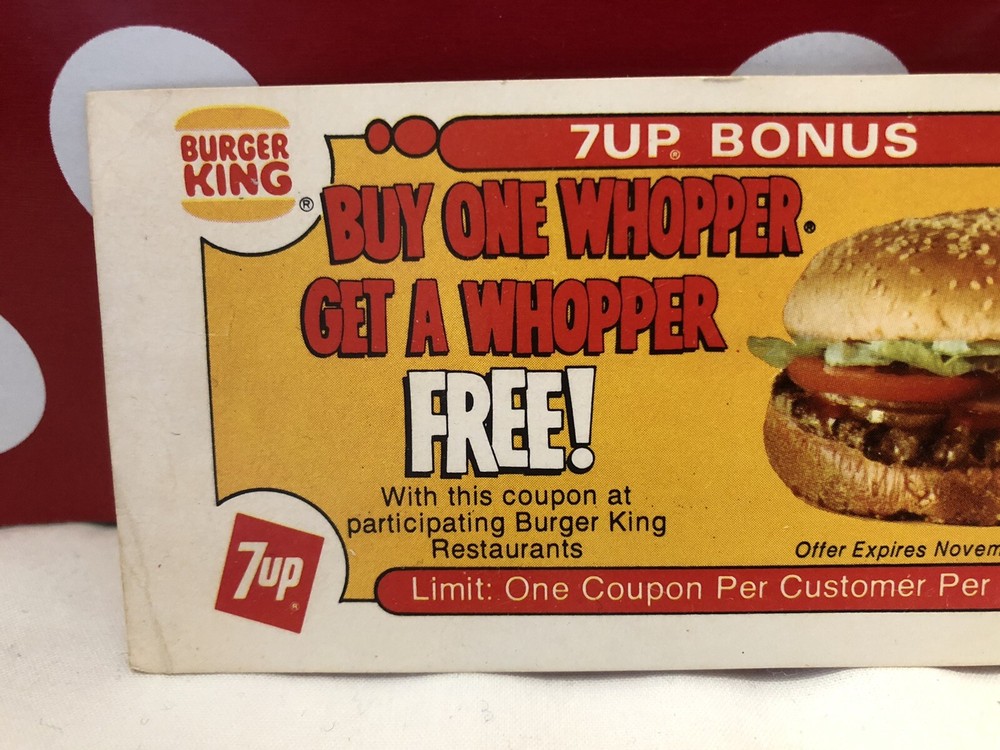 BURGER
KING®
7UP® BONUS
BUY ONE WHOPPER®
GET A WHOPPER
FREE!
With this coupon at
participating Burger King
Restaurants
Offer Expires Novem
7up®
Limit: One Coupon Per Customer Per